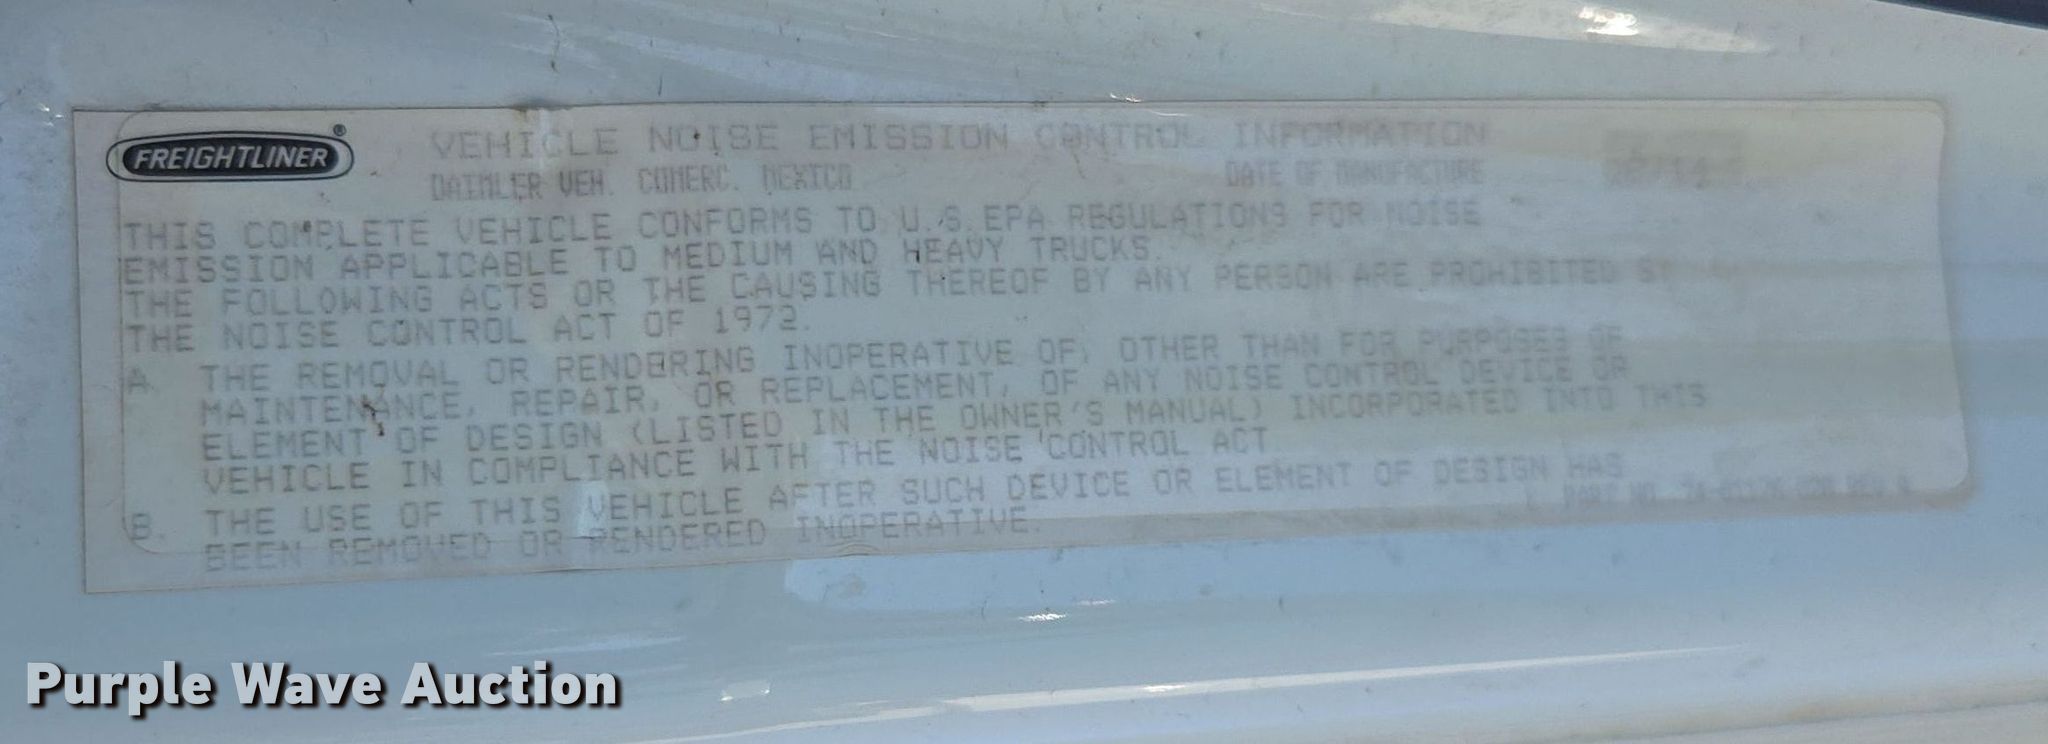 FREIGHTLINER®
VEHICLE NOISE EMISSION CONTROL INFORMATION
DAIMLER VEH. COMERC. MEXICO DATE OF MANUFACTURE
THIS COMPLETE VEHICLE CONFORMS TO U.S.EPA REGULATIONS FOR NOISE
EMISSION APPLICABLE TO MEDIUM AND HEAVY TRUCKS.
THE FOLLOWING ACTS OR THE CAUSING THEREOF BY ANY PERSON ARE PROHIBITED BY
THE NOISE CONTROL ACT OF 1972.
A. THE REMOVAL OR RENDERING INOPERATIVE OF, OTHER THAN FOR PURPOSES OF
MAINTENANCE, REPAIR, OR REPLACEMENT, OF ANY NOISE CONTROL DEVICE OR
ELEMENT OF DESIGN (LISTED IN THE OWNER'S MANUAL) INCORPORATED INTO THIS
VEHICLE IN COMPLIANCE WITH THE NOISE CONTROL ACT
B. THE USE OF THIS VEHICLE AFTER SUCH DEVICE OR ELEMENT OF DESIGN HAS
BEEN REMOVED OR RENDERED INOPERATIVE.
PART NO.
Purple Wave Auction